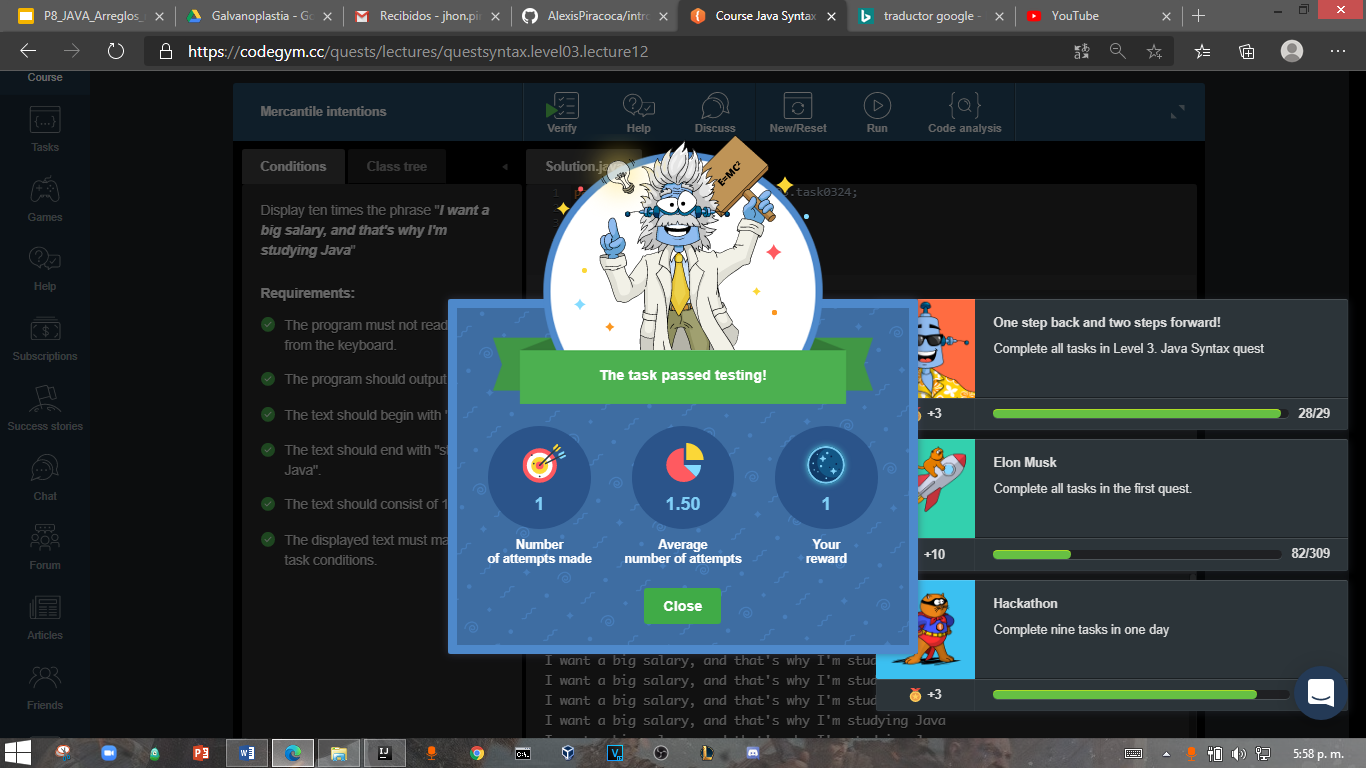 P8_JAVA_Arreglos_
Galvanoplastia - Go
Recibidos - jhon.pi
AlexisPiracoca/intro
Course Java Syntax
traductor google -
YouTube
https://codegym.cc/quests/lectures/questsyntax.level03.lecture12
Course
Tasks
Games
Help
Subscriptions
Success stories
Chat
Forum
Articles
Friends
Mercantile intentions
Verify
Help
Discuss
New/Reset
Run
Code analysis
Conditions
Class tree
Solution.ja
1
.task0324;
Display ten times the phrase "I want a
big salary, and that's why I'm
studying Java"
Requirements:
The program must not read
from the keyboard.
The program should output
The text should begin with "
The text should end with "st
Java".
The text should consist of 1
The displayed text must ma
task conditions.
E=MC²
The task passed testing!
1
Number
of attempts made
1.50
Average
number of attempts
1
Your
reward
Close
One step back and two steps forward!
Complete all tasks in Level 3. Java Syntax quest
+3
28/29
Elon Musk
Complete all tasks in the first quest.
+10
82/309
Hackathon
Complete nine tasks in one day
+3
I want a big salary, and that's why I'm stud
I want a big salary, and that's why I'm stud
I want a big salary, and that's why I'm stud
I want a big salary, and that's why I'm studying Java
5:58 p. m.